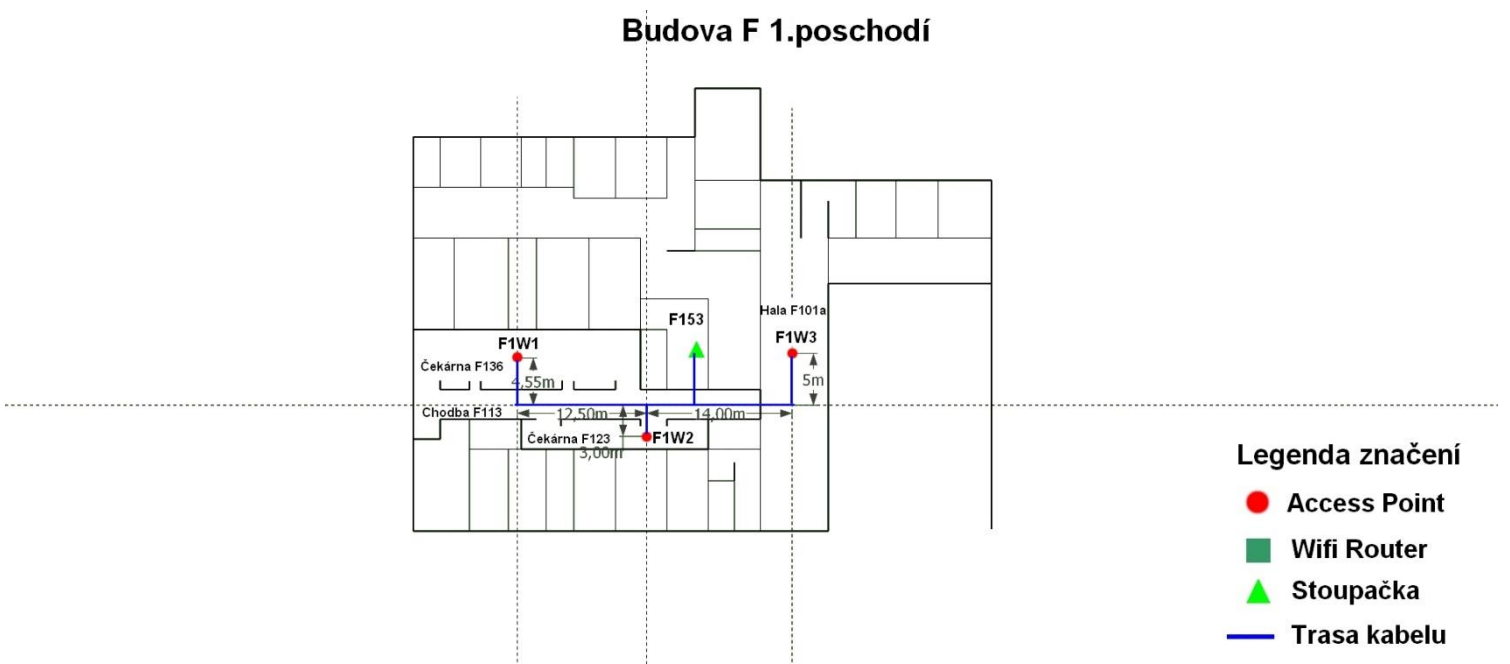 Budova F 1.poschodí
Hala F101a
F153
F1W3
F1W1
Čekárna F136
4,55m
5m
Chodba F113
12,50m
14,00m
Čekárna F123
F1W2
3,00m
Legenda značení
Access Point
Wifi Router
Stoupačka
Trasa kabelu